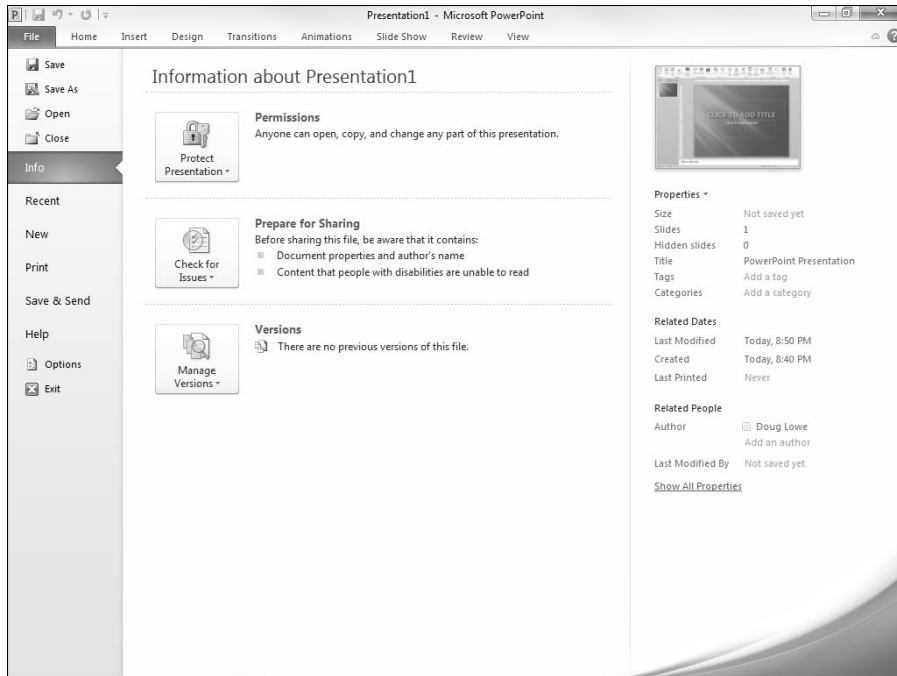 Presentation1 - Microsoft PowerPoint
File Home Insert Design Transitions Animations Slide Show Review View
Save
Save As
Open
Close
Info
Recent
New
Print
Save & Send
Help
Options
Exit
Information about Presentation1
Protect
Presentation
Permissions
Anyone can open, copy, and change any part of this presentation.
Check for
Issues
Prepare for Sharing
Before sharing this file, be aware that it contains:
Document properties and author's name
Content that people with disabilities are unable to read
Manage
Versions
Versions
There are no previous versions of this file.
CLICK TO ADD TITLE
Properties
Size Not saved yet
Slides 1
Hidden slides 0
Title PowerPoint Presentation
Tags Add a tag
Categories Add a category
Related Dates
Last Modified Today, 8:50 PM
Created Today, 8:40 PM
Last Printed Never
Related People
Author Doug Lowe
Add an author
Last Modified By Not saved yet
Show All Properties